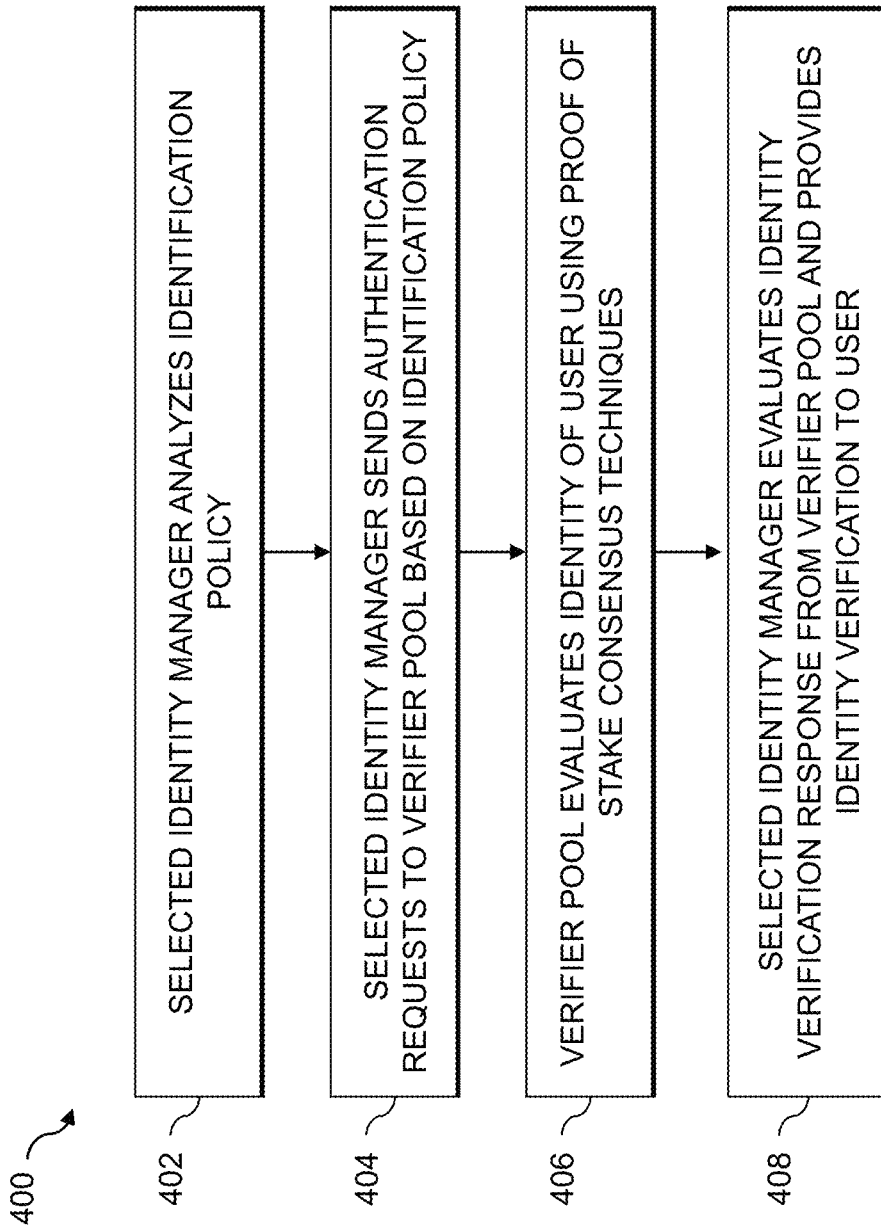 400
402
SELECTED IDENTITY MANAGER ANALYZES IDENTIFICATION
POLICY
404
SELECTED IDENTITY MANAGER SENDS AUTHENTICATION
REQUESTS TO VERIFIER POOL BASED ON IDENTIFICATION POLICY
406
VERIFIER POOL EVALUATES IDENTITY OF USER USING PROOF OF
STAKE CONSENSUS TECHNIQUES
408
SELECTED IDENTITY MANAGER EVALUATES IDENTITY
VERIFICATION RESPONSE FROM VERIFIER POOL AND PROVIDES
IDENTITY VERIFICATION TO USER